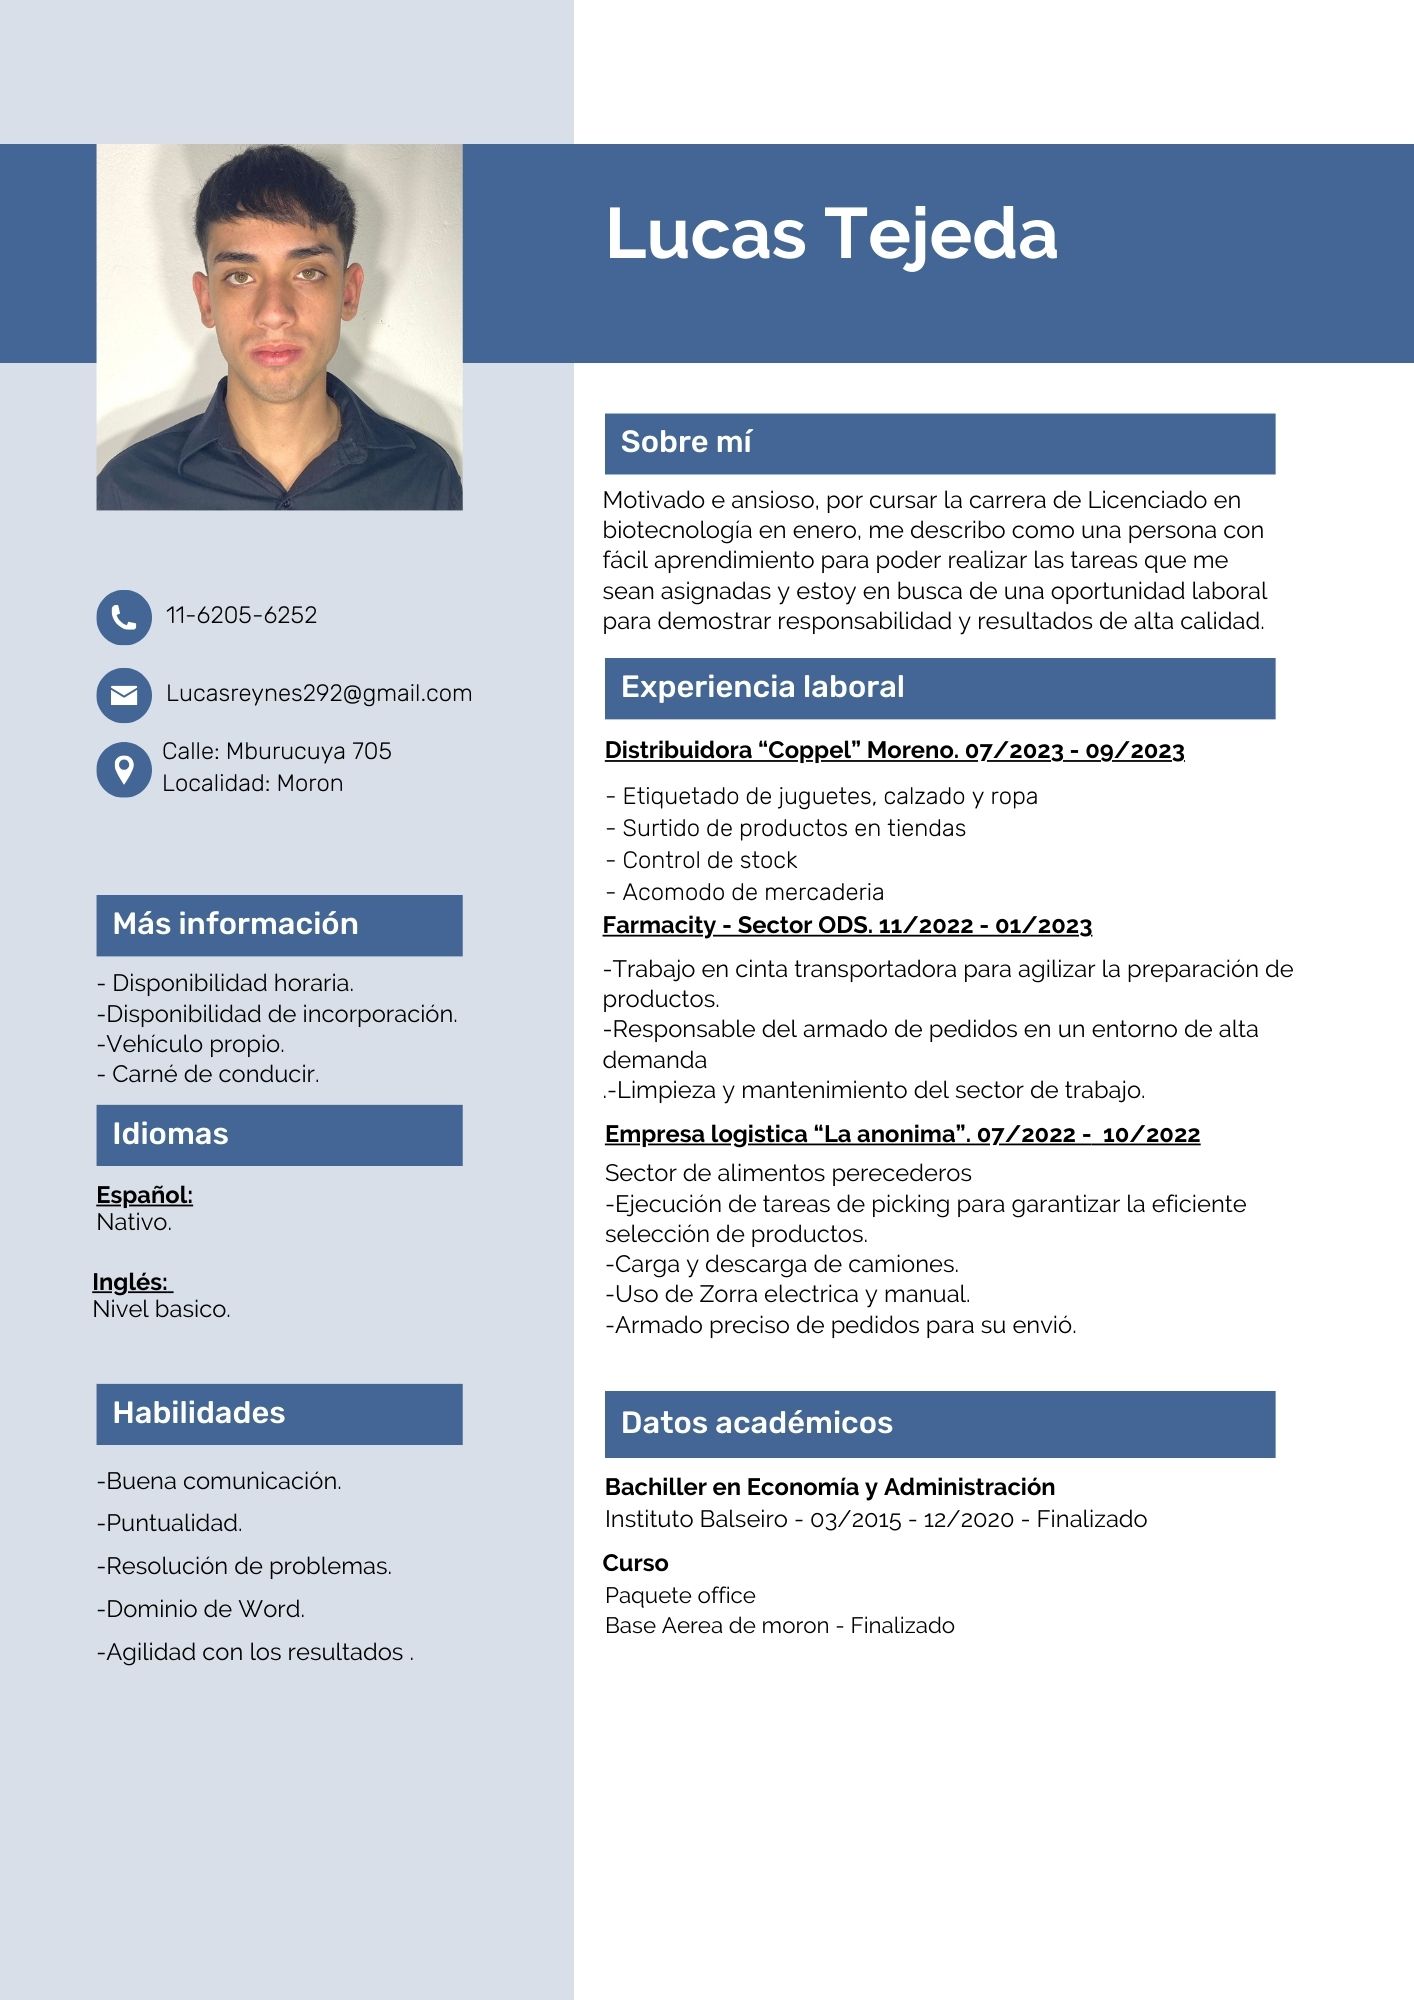 Lucas Tejeda
11-6205-6252
Lucasreynes292@gmail.com
Calle: Mburucuya 705
Localidad: Moron
Más información
- Disponibilidad horaria.
-Disponibilidad de incorporación.
-Vehículo propio.
- Carné de conducir.
Idiomas
Español:
Nativo.
Inglés:
Nivel basico.
Habilidades
-Buena comunicación.
-Puntualidad.
-Resolución de problemas.
-Dominio de Word.
-Agilidad con los resultados .
Sobre mí
Motivado e ansioso, por cursar la carrera de Licenciado en
biotecnología en enero, me describo como una persona con
fácil aprendimiento para poder realizar las tareas que me
sean asignadas y estoy en busca de una oportunidad laboral
para demostrar responsabilidad y resultados de alta calidad.
Experiencia laboral
Distribuidora “Coppel” Moreno. 07/2023 - 09/2023
- Etiquetado de juguetes, calzado y ropa
- Surtido de productos en tiendas
- Control de stock
- Acomodo de mercaderia
Farmacity - Sector ODS. 11/2022 - 01/2023
-Trabajo en cinta transportadora para agilizar la preparación de
productos.
-Responsable del armado de pedidos en un entorno de alta
demanda
.-Limpieza y mantenimiento del sector de trabajo.
Empresa logistica “La anonima”. 07/2022 - 10/2022
Sector de alimentos perecederos
-Ejecución de tareas de picking para garantizar la eficiente
selección de productos.
-Carga y descarga de camiones.
-Uso de Zorra electrica y manual.
-Armado preciso de pedidos para su envió.
Datos académicos
Bachiller en Economía y Administración
Instituto Balseiro - 03/2015 - 12/2020 - Finalizado
Curso
Paquete office
Base Aerea de moron - Finalizado